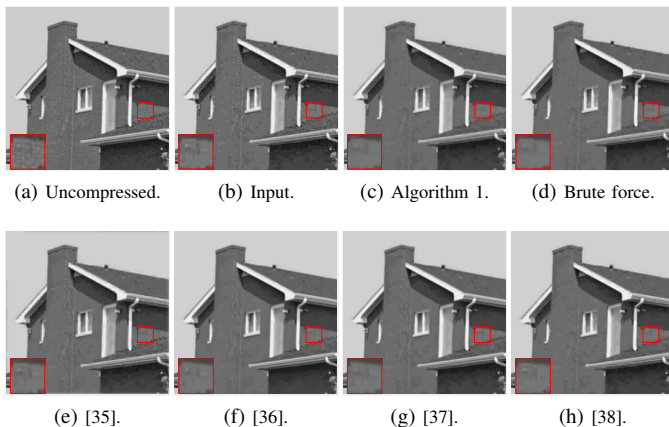 (a) Uncompressed.
(b) Input.
(c) Algorithm 1.
(d) Brute force.
(e) [35].
(f) [36].
(g) [37].
(h) [38].